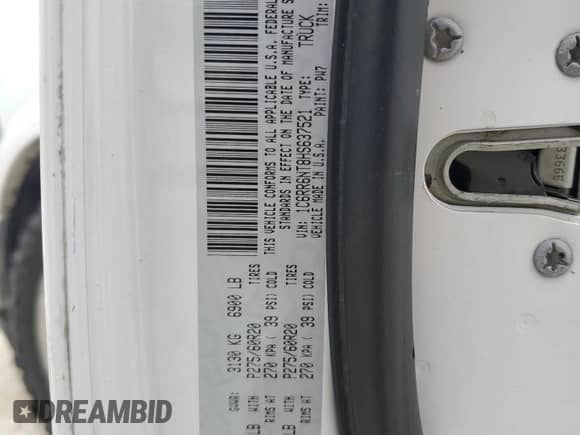 GVWR: 3130 KG 6900 LB
LB WITH P275/60R20 TIRES
RIMS AT 270 KPA ( 39 PSI) COLD
LB WITH P275/60R20 TIRES
RIMS AT 270 KPA ( 39 PSI) COLD
THIS VEHICLE CONFORMS TO ALL APPLICABLE U.S.A. FEDERAL
STANDARDS IN EFFECT ON THE DATE OF MANUFACTURE S
VIN: 1C6RR6NT8HS637521 TYPE: TRUCK
VEHICLE MADE IN U.S.A. PAINT: PW7 TRIM:
DREAMBID